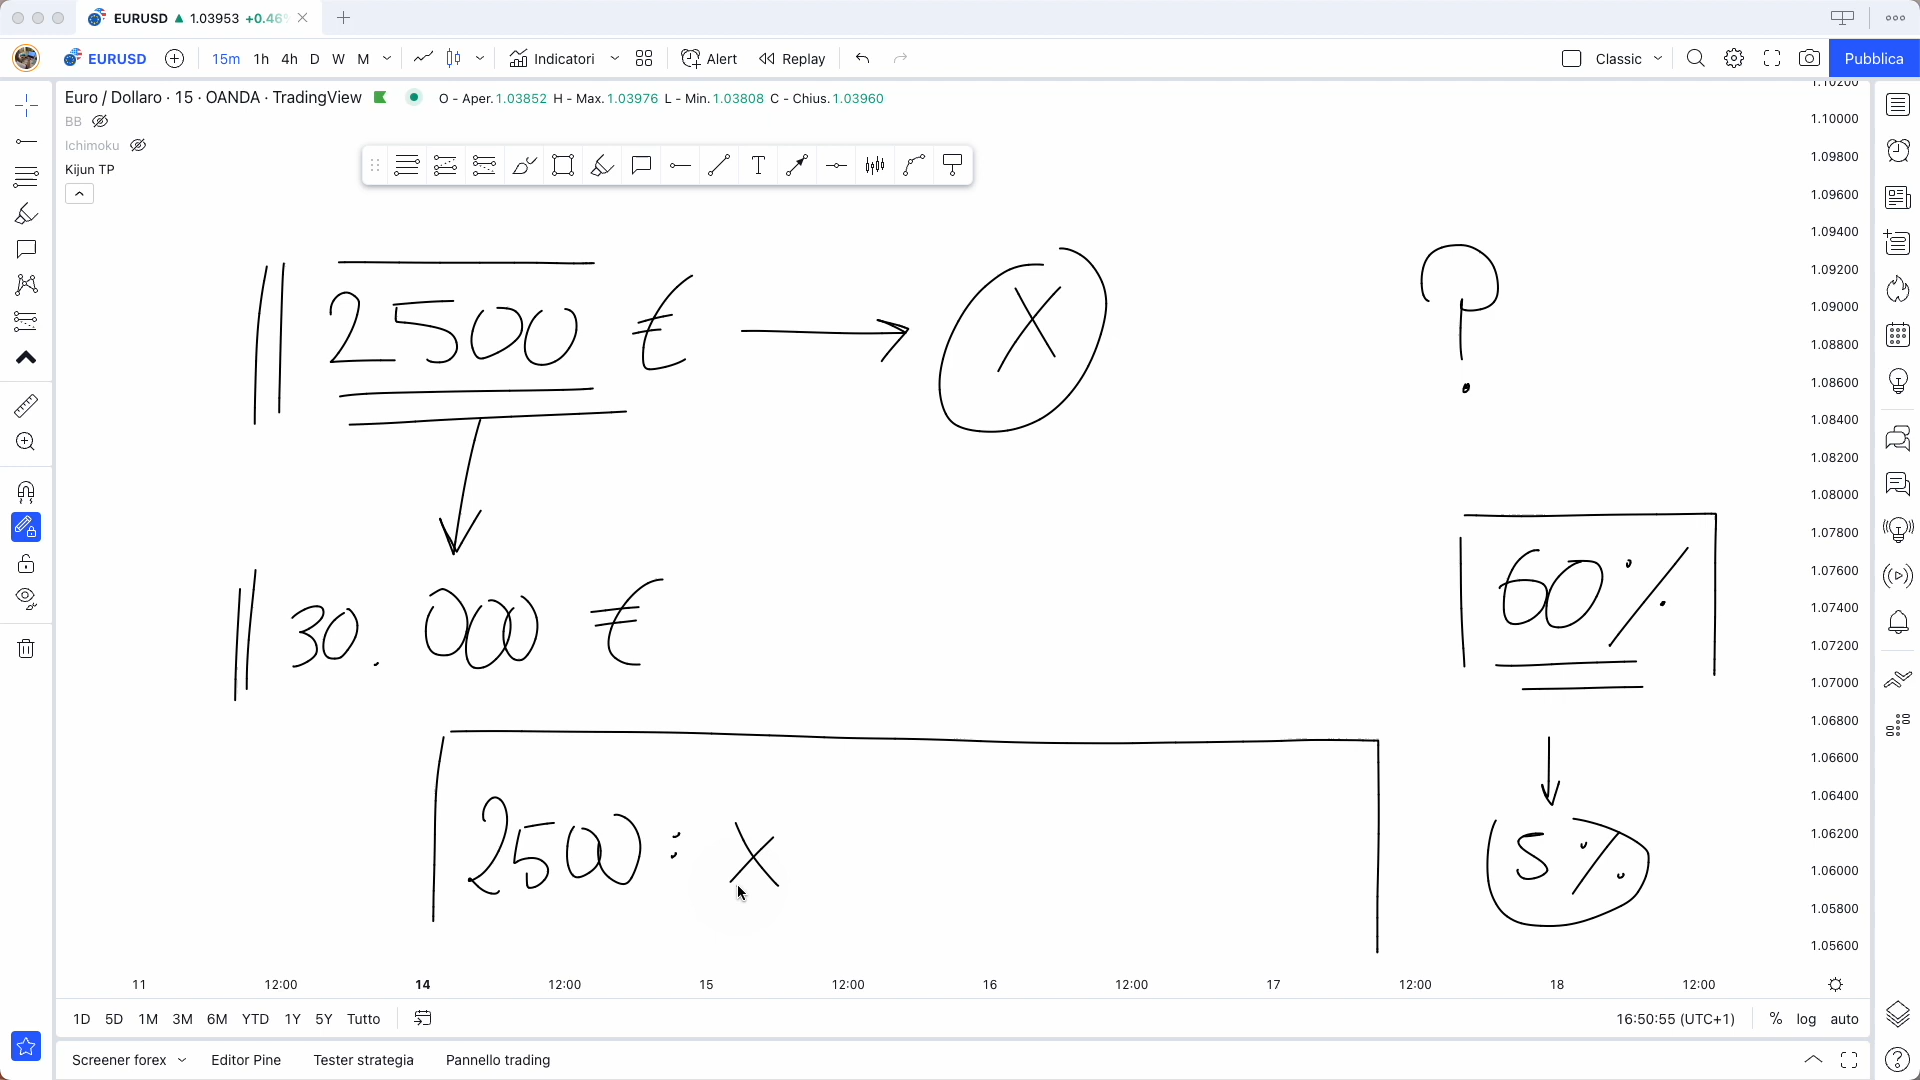 EURUSD ▲ 1.03953 +0.46
EURUSD 15m 1h 4h D W M Indicatori Alert Replay Classic Pubblica
Euro / Dollaro · 15 · OANDA · TradingView O - Aper. 1.03852 H - Max. 1.03976 L - Min. 1.03808 C - Chius. 1.03960
BB
Ichimoku
Kijun TP
T
2500 € → X ?
30.000 €
60%
5%
2500 : X
1.10200
1.10000
1.09800
1.09600
1.09400
1.09200
1.09000
1.08800
1.08600
1.08400
1.08200
1.08000
1.07800
1.07600
1.07400
1.07200
1.07000
1.06800
1.06600
1.06400
1.06200
1.06000
1.05800
1.05600
11 12:00 14 12:00 15 12:00 16 12:00 17 12:00 18 12:00
1D 5D 1M 3M 6M YTD 1Y 5Y Tutto 16:50:55 (UTC+1) % log auto
Screener forex Editor Pine Tester strategia Pannello trading